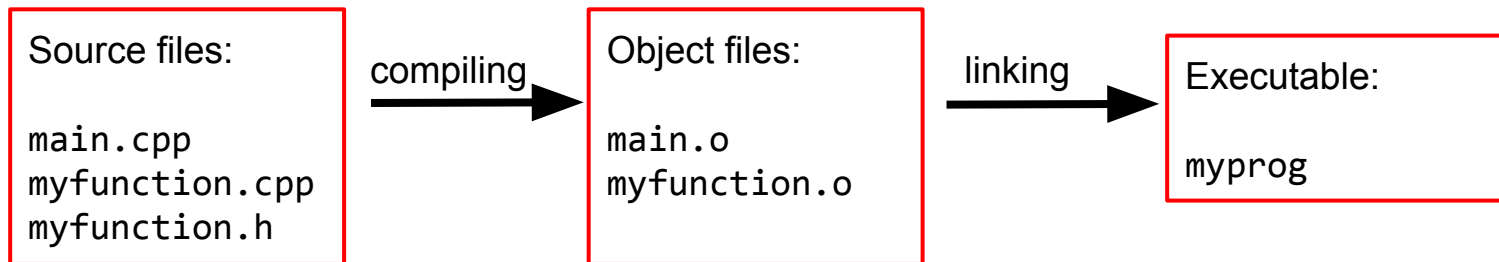 Source files:
main.cpp
myfunction.cpp
myfunction.h
compiling
Object files:
main.o
myfunction.o
linking
Executable:
myprog